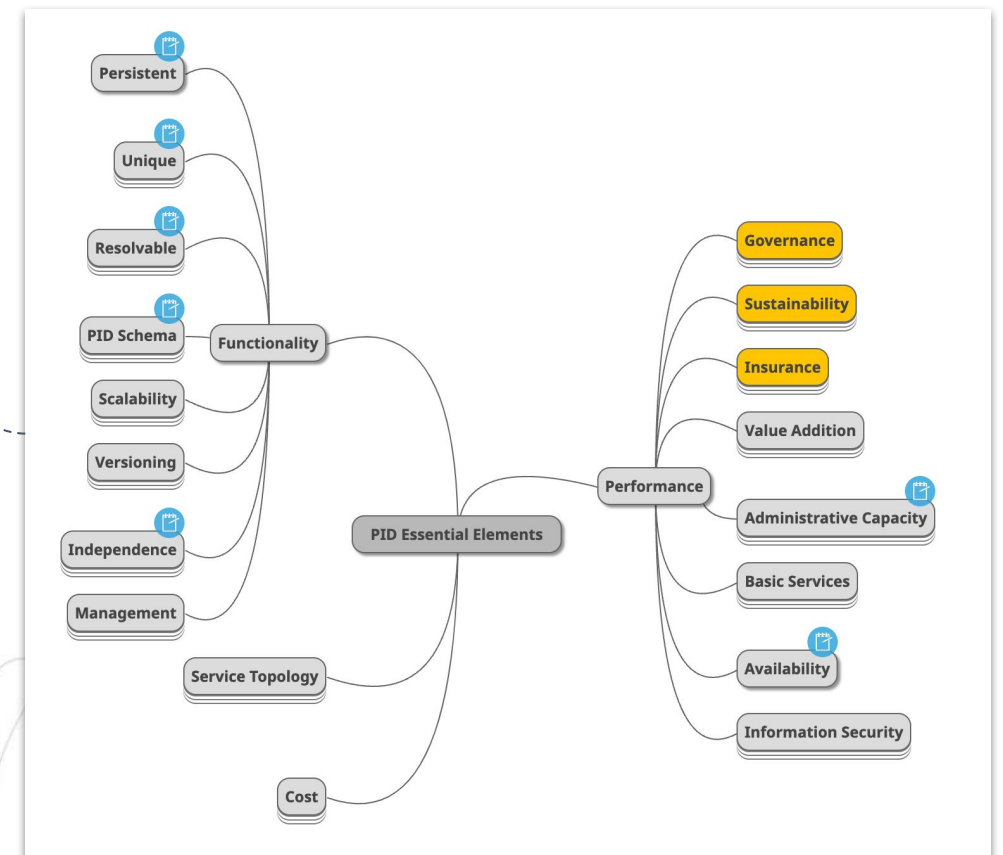 Persistent
Unique
Resolvable
PID Schema
Functionality
Scalability
Versioning
Independence
Management
Service Topology
Cost
PID Essential Elements
Performance
Governance
Sustainability
Insurance
Value Addition
Administrative Capacity
Basic Services
Availability
Information Security